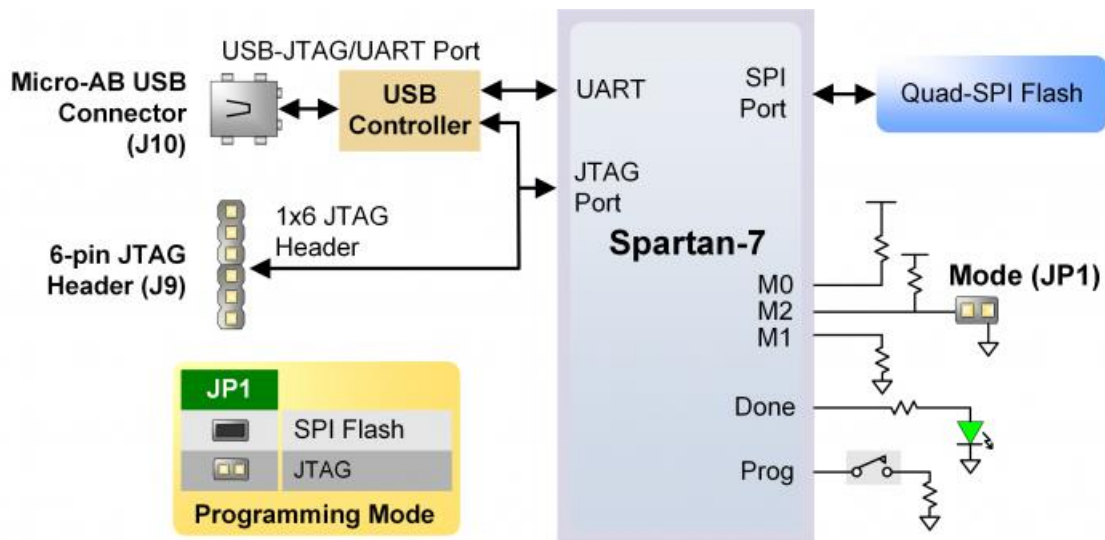 USB-JTAG/UART Port
Micro-AB USB
Connector
(J10)
USB
Controller
UART
SPI
Port
Quad-SPI Flash
JTAG
Port
1x6 JTAG
Header
6-pin JTAG
Header (J9)
Spartan-7
M0
M2
M1
Mode (JP1)
Done
Prog
JP1
SPI Flash
JTAG
Programming Mode